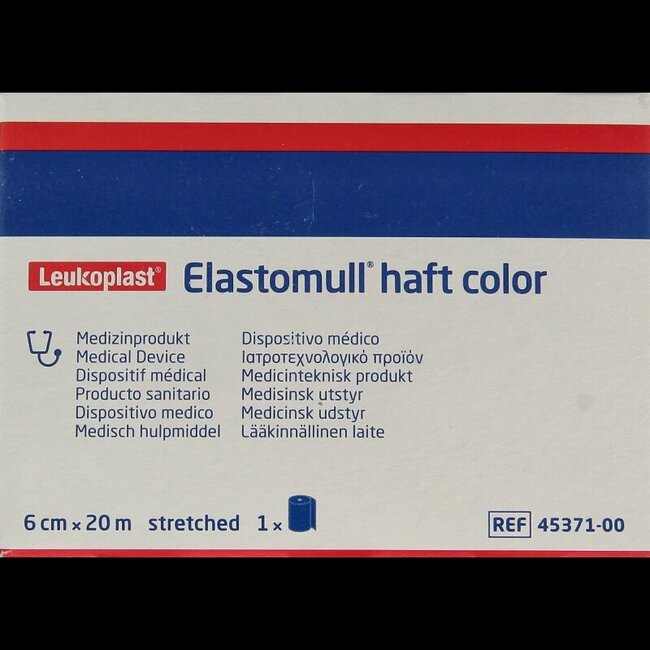 Leukoplast® Elastomull® haft color
Medizinprodukt
Medical Device
Dispositif médical
Producto sanitario
Dispositivo medico
Medisch hulpmiddel
Dispositivo médico
Ιατροτεχνολογικό προϊόν
Medicinteknisk produkt
Medisinsk utstyr
Medicinsk udstyr
Lääkinnällinen laite
6 cm x 20 m stretched 1 x
REF 45371-00